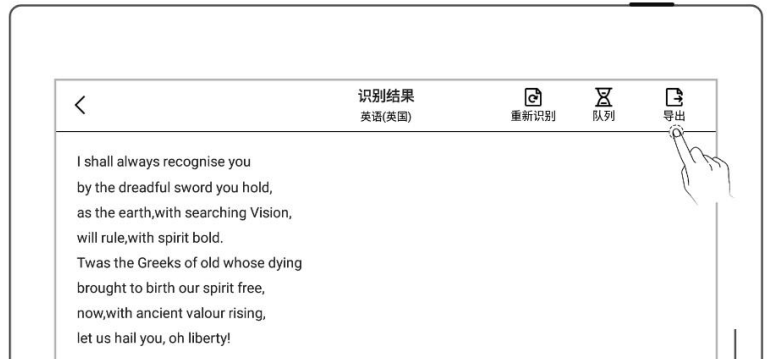 识别结果
英语(英国)
重新识别
队列
导出
I shall always recognise you
by the dreadful sword you hold,
as the earth,with searching Vision,
will rule,with spirit bold.
Twas the Greeks of old whose dying
brought to birth our spirit free,
now,with ancient valour rising,
let us hail you, oh liberty!